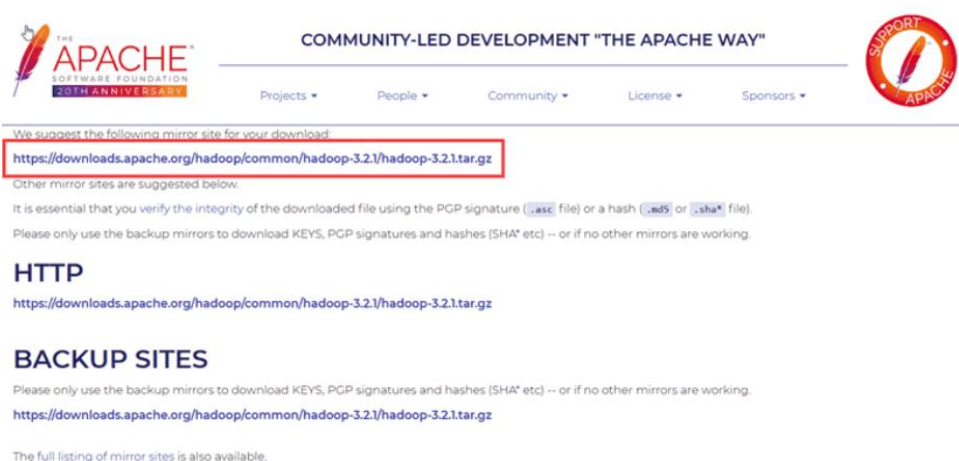 THE
APACHE
SOFTWARE FOUNDATION
20TH ANNIVERSARY
COMMUNITY-LED DEVELOPMENT "THE APACHE WAY"
SUPPORT
APACHE
Projects People Community License Sponsors
We suggest the following mirror site for your download:
https://downloads.apache.org/hadoop/common/hadoop-3.2.1/hadoop-3.2.1.tar.gz
Other mirror sites are suggested below.
It is essential that you verify the integrity of the downloaded file using the PGP signature ( .asc file) or a hash ( .md5 or .sha* file).
Please only use the backup mirrors to download KEYS, PGP signatures and hashes (SHA* etc) -- or if no other mirrors are working.
HTTP
https://downloads.apache.org/hadoop/common/hadoop-3.2.1/hadoop-3.2.1.tar.gz
BACKUP SITES
Please only use the backup mirrors to download KEYS, PGP signatures and hashes (SHA* etc) -- or if no other mirrors are working.
https://downloads.apache.org/hadoop/common/hadoop-3.2.1/hadoop-3.2.1.tar.gz
The full listing of mirror sites is also available.